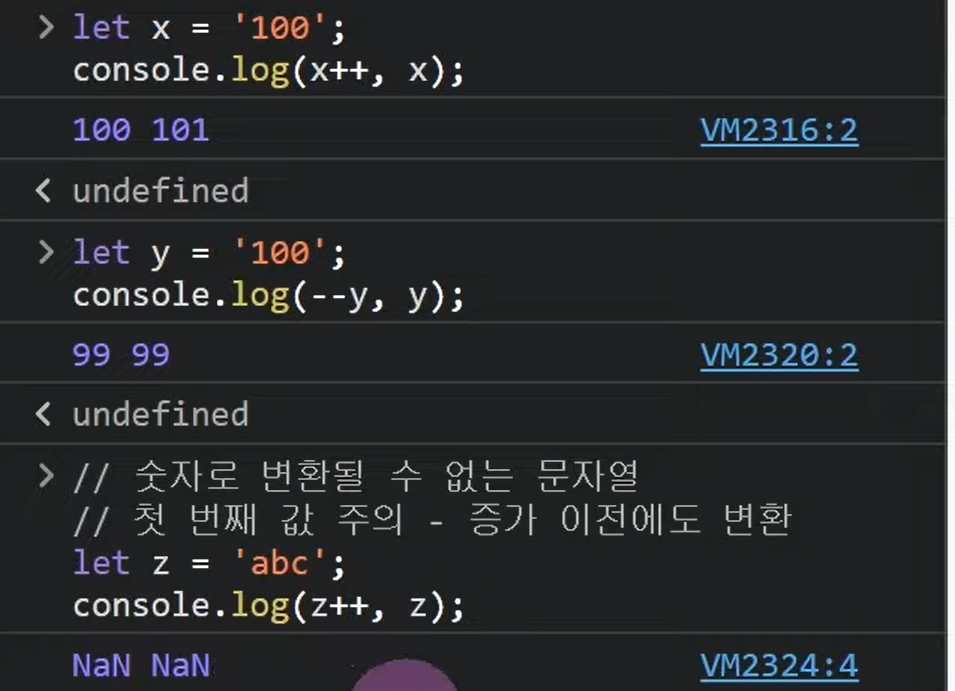 > let x = '100';
console.log(x++, x);
100 101 VM2316:2
< undefined
> let y = '100';
console.log(--y, y);
99 99 VM2320:2
< undefined
> // 숫자로 변환될 수 없는 문자열
// 첫 번째 값 주의 - 증가 이전에도 변환
let z = 'abc';
console.log(z++, z);
NaN NaN VM2324:4